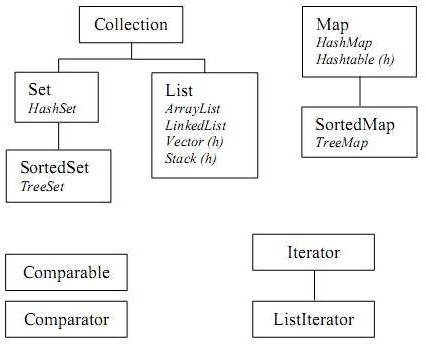 Collection
Set
HashSet
SortedSet
TreeSet
List
ArrayList
LinkedList
Vector (h)
Stack (h)
Map
HashMap
Hashtable (h)
SortedMap
TreeMap
Comparable
Comparator
Iterator
ListIterator